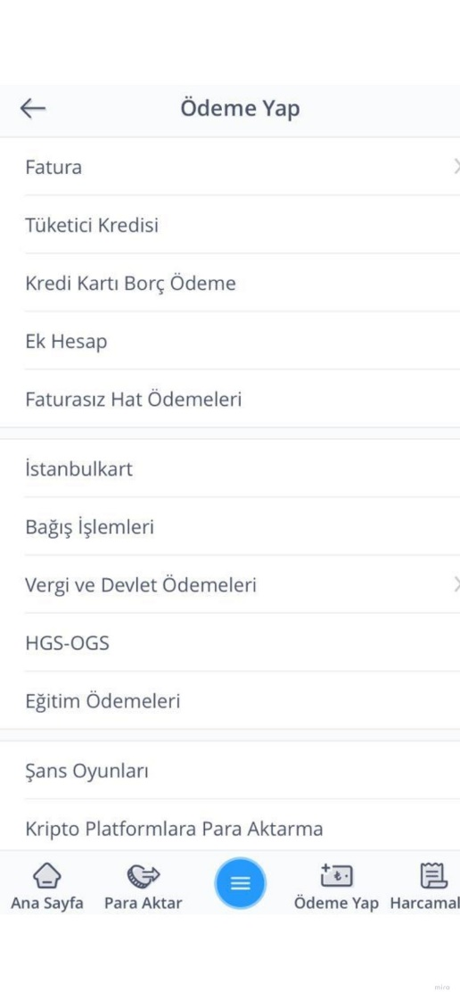 Ödeme Yap
Fatura
Tüketici Kredisi
Kredi Kartı Borç Ödeme
Ek Hesap
Faturasız Hat Ödemeleri
İstanbulkart
Bağış İşlemleri
Vergi ve Devlet Ödemeleri
HGS-OGS
Eğitim Ödemeleri
Şans Oyunları
Kripto Platformlara Para Aktarma
Ana Sayfa Para Aktar Ödeme Yap Harcamal
mira